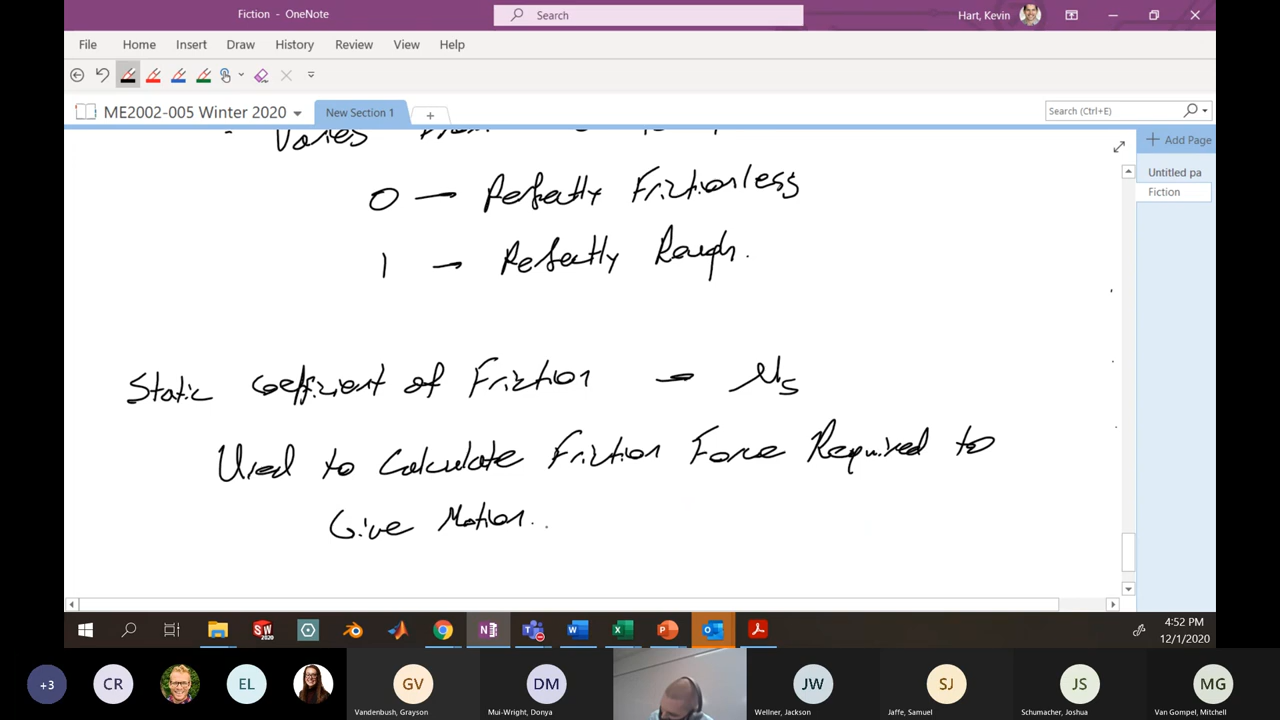 Fiction - OneNote
Search
Hart, Kevin
File Home Insert Draw History Review View Help
ME2002-005 Winter 2020
New Section 1
Search (Ctrl+E)
Add Page
Untitled pa
Fiction
Varies From
0 — Perfectly Frictionless
1 — Perfectly Rough.
Static Coefficient of Friction — μs
Used to Calculate Friction Force Required to
Give Motion.
4:52 PM
12/1/2020
+3
CR
EL
GV
Vandenbush, Grayson
DM
Mui-Wright, Donya
JW
Wellner, Jackson
SJ
Jaffe, Samuel
JS
Schumacher, Joshua
MG
Van Gompel, Mitchell